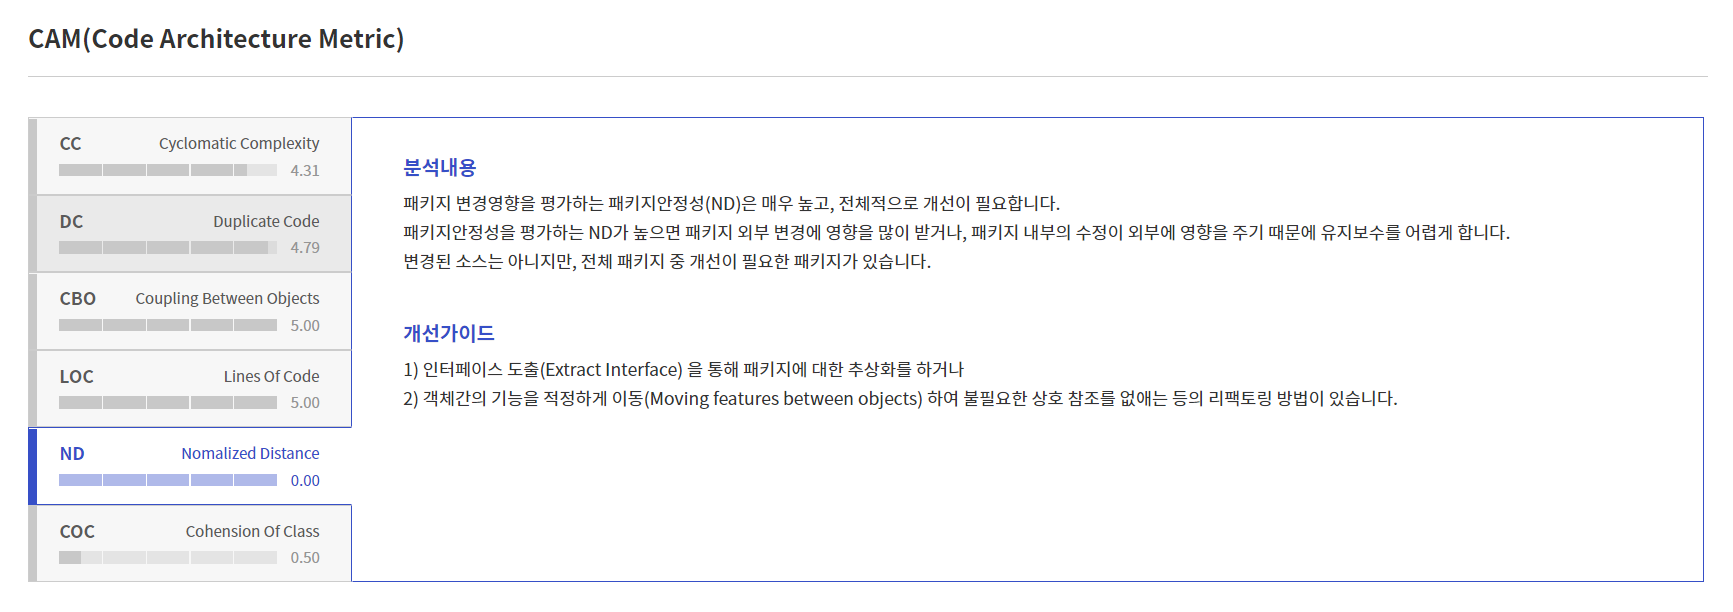 CAM(Code Architecture Metric)
CC Cyclomatic Complexity
4.31
DC Duplicate Code
4.79
CBO Coupling Between Objects
5.00
LOC Lines Of Code
5.00
ND Nomalized Distance
0.00
COC Cohension Of Class
0.50
분석내용
패키지 변경영향을 평가하는 패키지안정성(ND)은 매우 높고, 전체적으로 개선이 필요합니다.
패키지안정성을 평가하는 ND가 높으면 패키지 외부 변경에 영향을 많이 받거나, 패키지 내부의 수정이 외부에 영향을 주기 때문에 유지보수를 어렵게 합니다.
변경된 소스는 아니지만, 전체 패키지 중 개선이 필요한 패키지가 있습니다.
개선가이드
1) 인터페이스 도출(Extract Interface) 을 통해 패키지에 대한 추상화를 하거나
2) 객체간의 기능을 적정하게 이동(Moving features between objects) 하여 불필요한 상호 참조를 없애는 등의 리팩토링 방법이 있습니다.